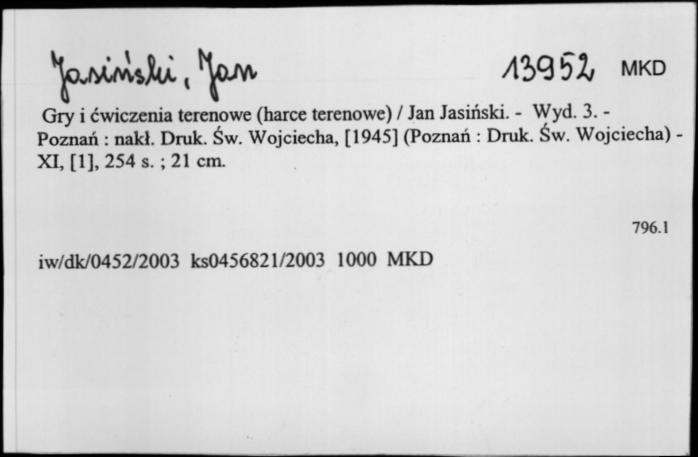 Jasiński, Jan 13952 MKD
Gry i ćwiczenia terenowe (harce terenowe) / Jan Jasiński. - Wyd. 3. -
Poznań : nakł. Druk. Św. Wojciecha, [1945] (Poznań : Druk. Św. Wojciecha) -
XI, [1], 254 s. ; 21 cm.
796.1
iw/dk/0452/2003 ks0456821/2003 1000 MKD